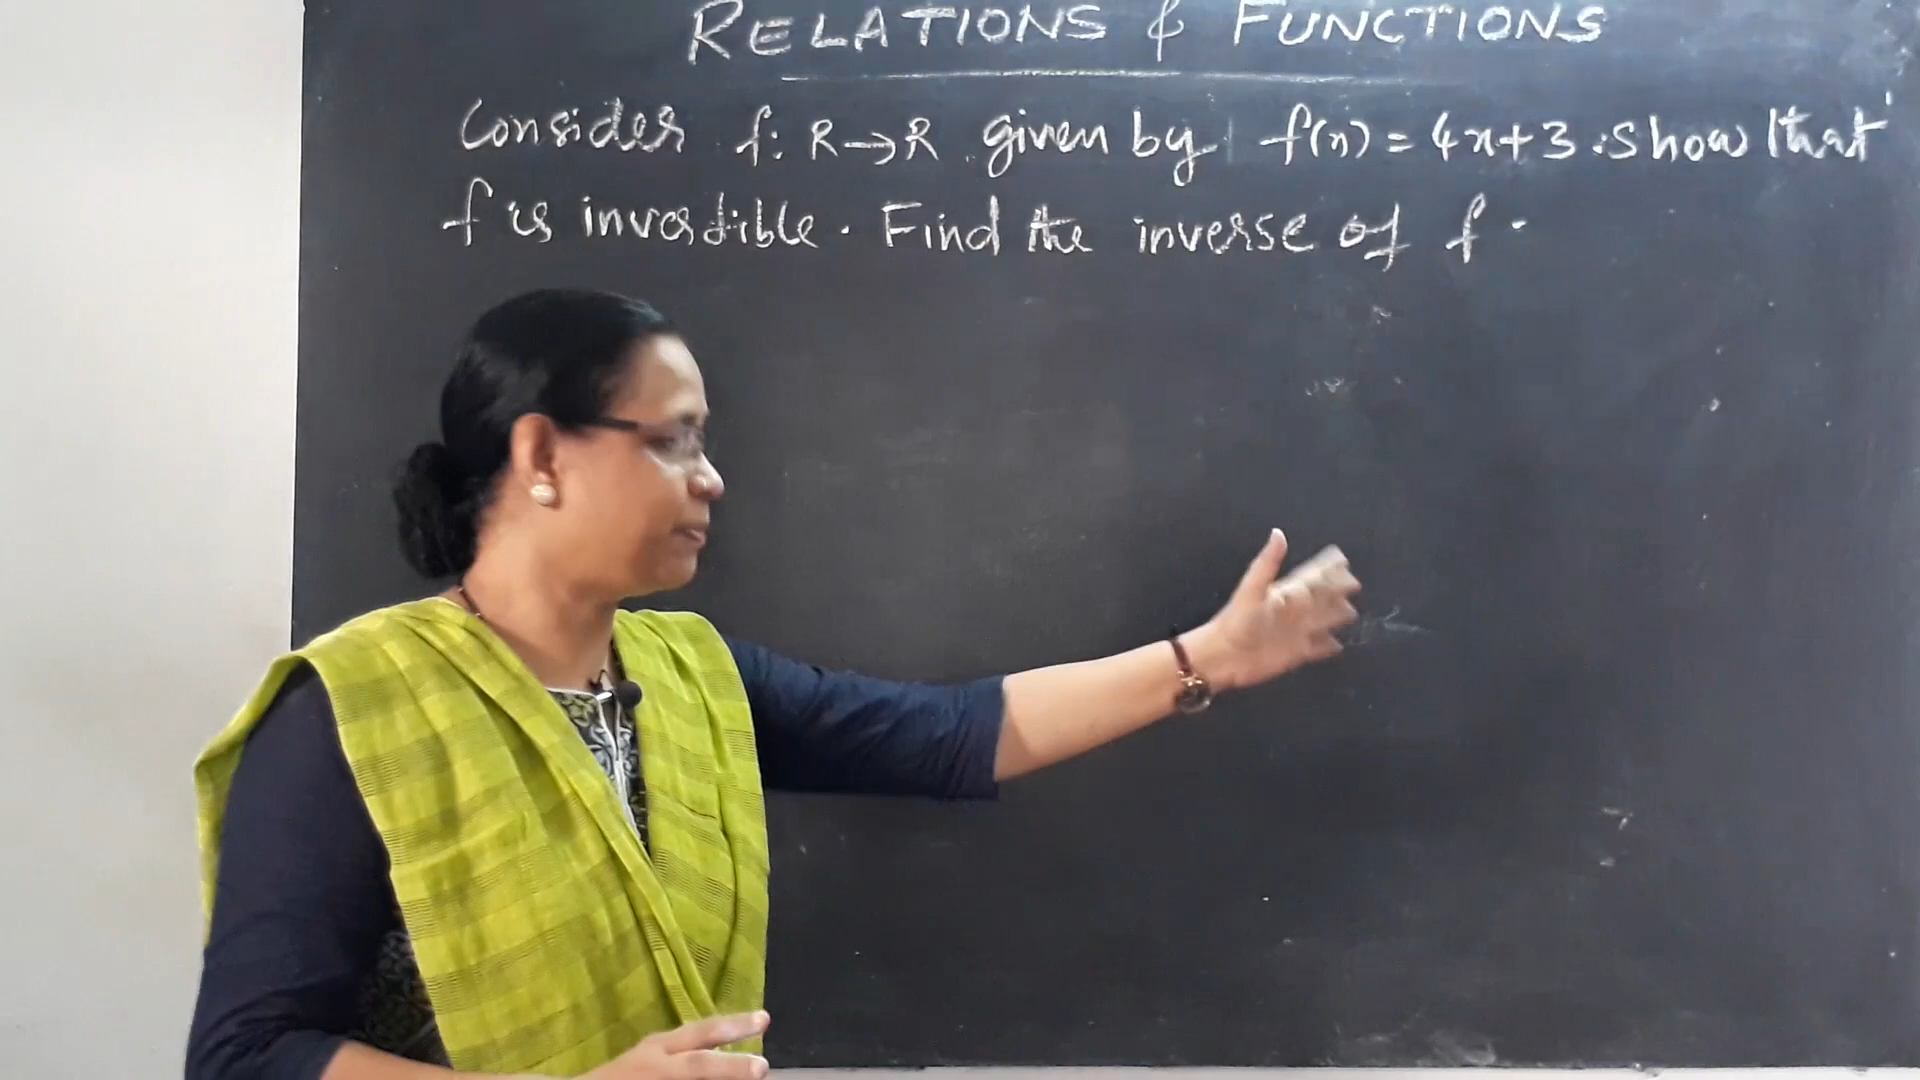 RELATIONS & FUNCTIONS
Consider f: R→R given by f(x) = 4x+3. Show that
f is invertible. Find the inverse of f.